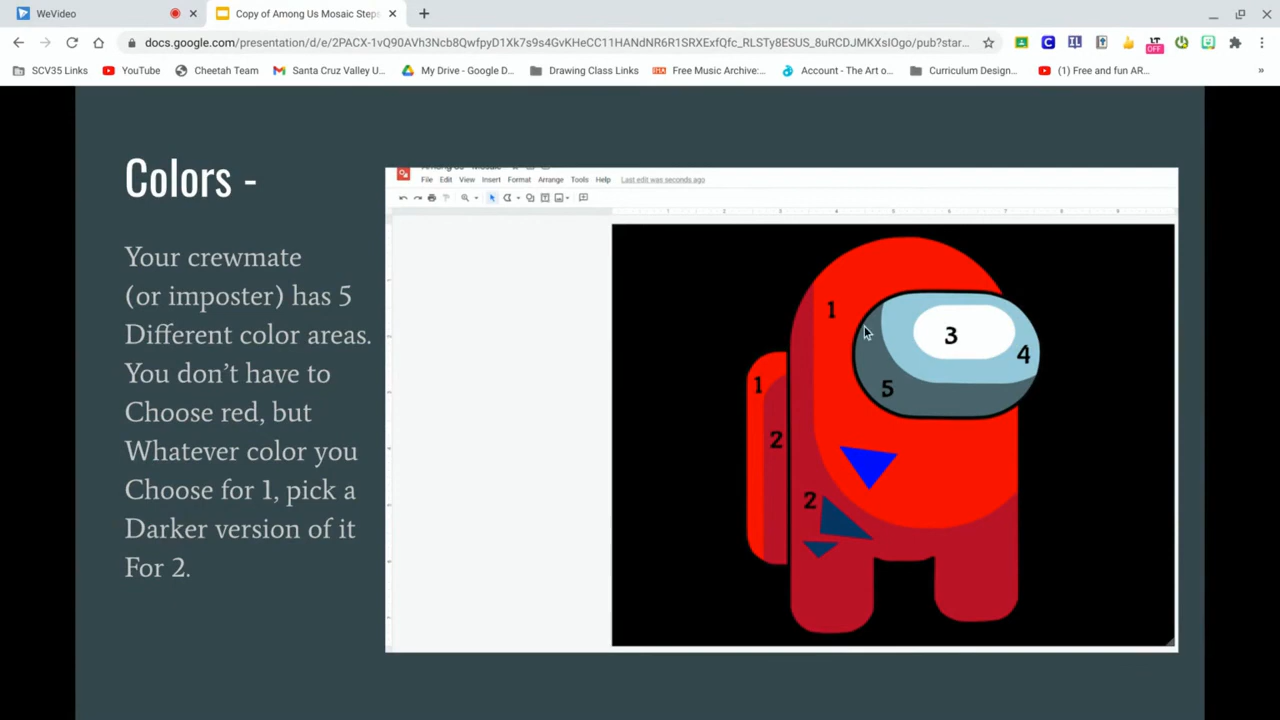 WeVideo
Copy of Among Us Mosaic Steps
docs.google.com/presentation/d/e/2PACX-1vQ90AVh3Ncb8QwfpyD1Yk7s9s4GvKHeCC11HANdNR6R1SRXExfQfc_RLSTy8ESUS_8uRCDJMKXsIOgo/pub?star...
LT
OFF
SCV35 Links
YouTube
Cheetah Team
Santa Cruz Valley U...
My Drive - Google D...
Drawing Class Links
Free Music Archive:...
Account - The Art o...
Curriculum Design...
(1) Free and fun AR...
»
Colors -
Your crewmate
(or imposter) has 5
Different color areas.
You don't have to
Choose red, but
Whatever color you
Choose for 1, pick a
Darker version of it
For 2.
File Edit View Insert Format Arrange Tools Help Last edit was seconds ago
1
3
4
1
5
2
2